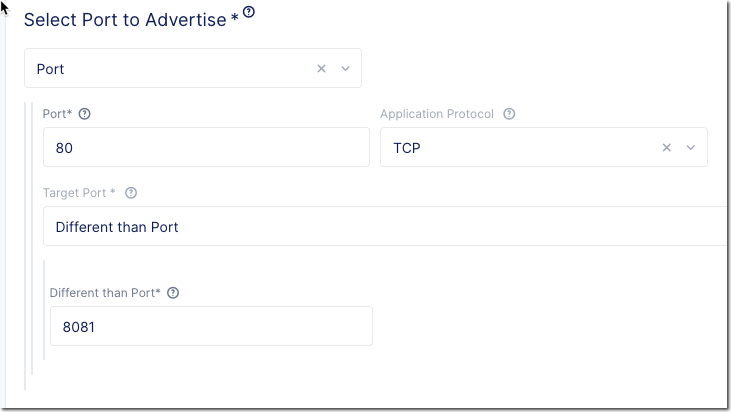 Select Port to Advertise *
Port
Port* Application Protocol
80 TCP
Target Port *
Different than Port
Different than Port*
8081